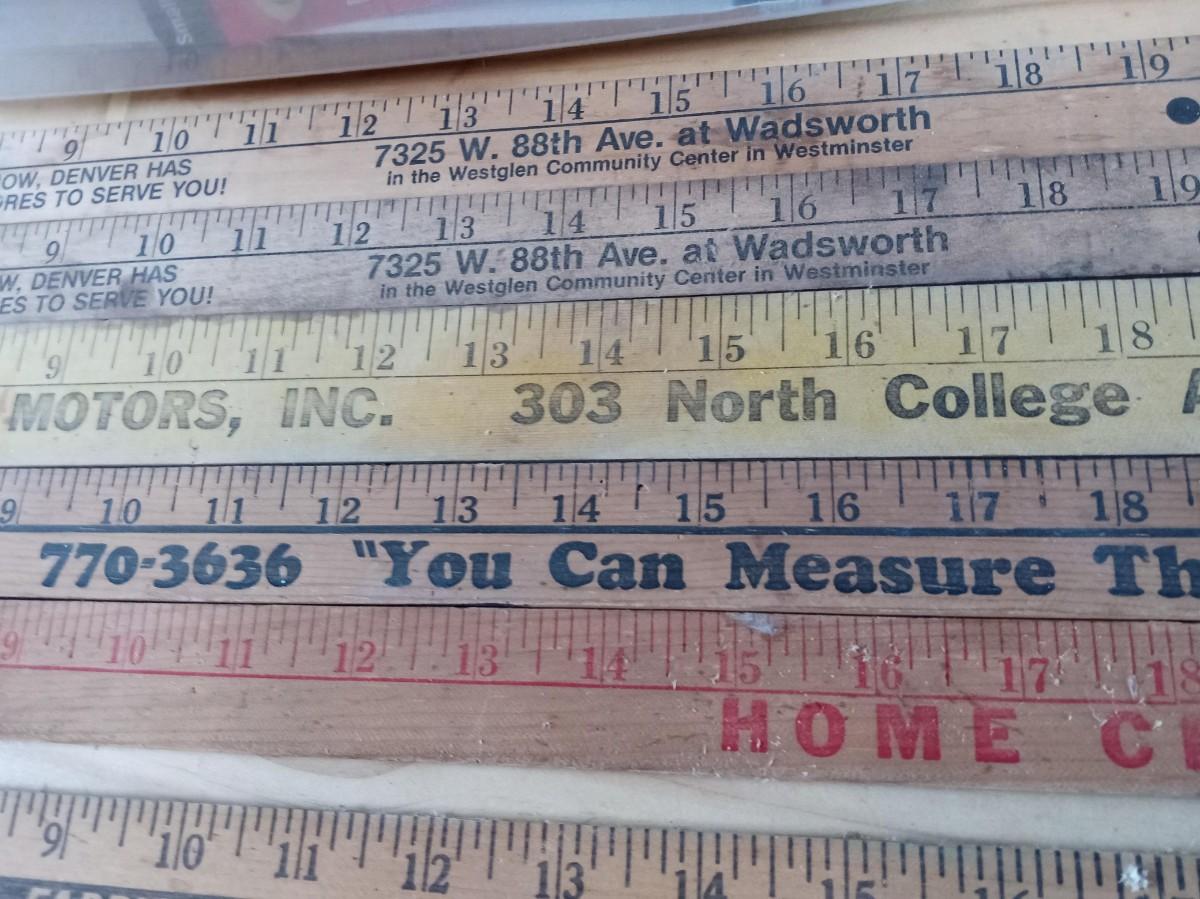 9 10 11 12 13 14 15 16 17 18 19
OW, DENVER HAS
RES TO SERVE YOU!
7325 W. 88th Ave. at Wadsworth
in the Westglen Community Center in Westminster
9 10 11 12 13 14 15 16 17 18 19
W, DENVER HAS
ES TO SERVE YOU!
7325 W. 88th Ave. at Wadsworth
in the Westglen Community Center in Westminster
9 10 11 12 13 14 15 16 17 18
MOTORS, INC. 303 North College
9 10 11 12 13 14 15 16 17 18
770-3636 "You Can Measure Th
9 10 11 12 13 14 15 16 17 18
HOME C
9 10 11 12 13 14 15